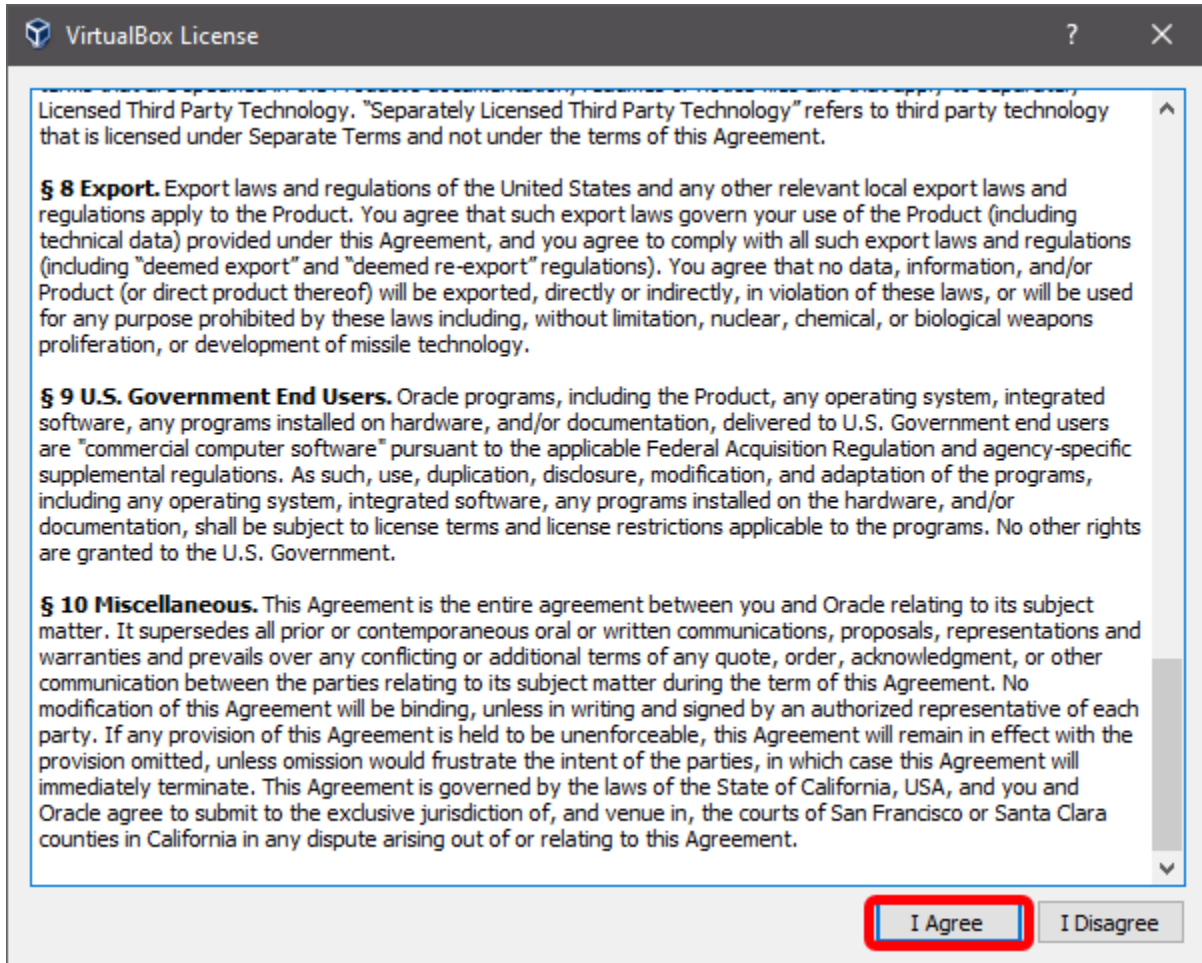 VirtualBox License
terms that are specified in the Product's documentation, readmes or notice files and that apply to Separately
Licensed Third Party Technology. “Separately Licensed Third Party Technology” refers to third party technology
that is licensed under Separate Terms and not under the terms of this Agreement.
§ 8 Export. Export laws and regulations of the United States and any other relevant local export laws and
regulations apply to the Product. You agree that such export laws govern your use of the Product (including
technical data) provided under this Agreement, and you agree to comply with all such export laws and regulations
(including “deemed export” and “deemed re-export” regulations). You agree that no data, information, and/or
Product (or direct product thereof) will be exported, directly or indirectly, in violation of these laws, or will be used
for any purpose prohibited by these laws including, without limitation, nuclear, chemical, or biological weapons
proliferation, or development of missile technology.
§ 9 U.S. Government End Users. Oracle programs, including the Product, any operating system, integrated
software, any programs installed on hardware, and/or documentation, delivered to U.S. Government end users
are "commercial computer software" pursuant to the applicable Federal Acquisition Regulation and agency-specific
supplemental regulations. As such, use, duplication, disclosure, modification, and adaptation of the programs,
including any operating system, integrated software, any programs installed on the hardware, and/or
documentation, shall be subject to license terms and license restrictions applicable to the programs. No other rights
are granted to the U.S. Government.
§ 10 Miscellaneous. This Agreement is the entire agreement between you and Oracle relating to its subject
matter. It supersedes all prior or contemporaneous oral or written communications, proposals, representations and
warranties and prevails over any conflicting or additional terms of any quote, order, acknowledgment, or other
communication between the parties relating to its subject matter during the term of this Agreement. No
modification of this Agreement will be binding, unless in writing and signed by an authorized representative of each
party. If any provision of this Agreement is held to be unenforceable, this Agreement will remain in effect with the
provision omitted, unless omission would frustrate the intent of the parties, in which case this Agreement will
immediately terminate. This Agreement is governed by the laws of the State of California, USA, and you and
Oracle agree to submit to the exclusive jurisdiction of, and venue in, the courts of San Francisco or Santa Clara
counties in California in any dispute arising out of or relating to this Agreement.
I Agree
I Disagree